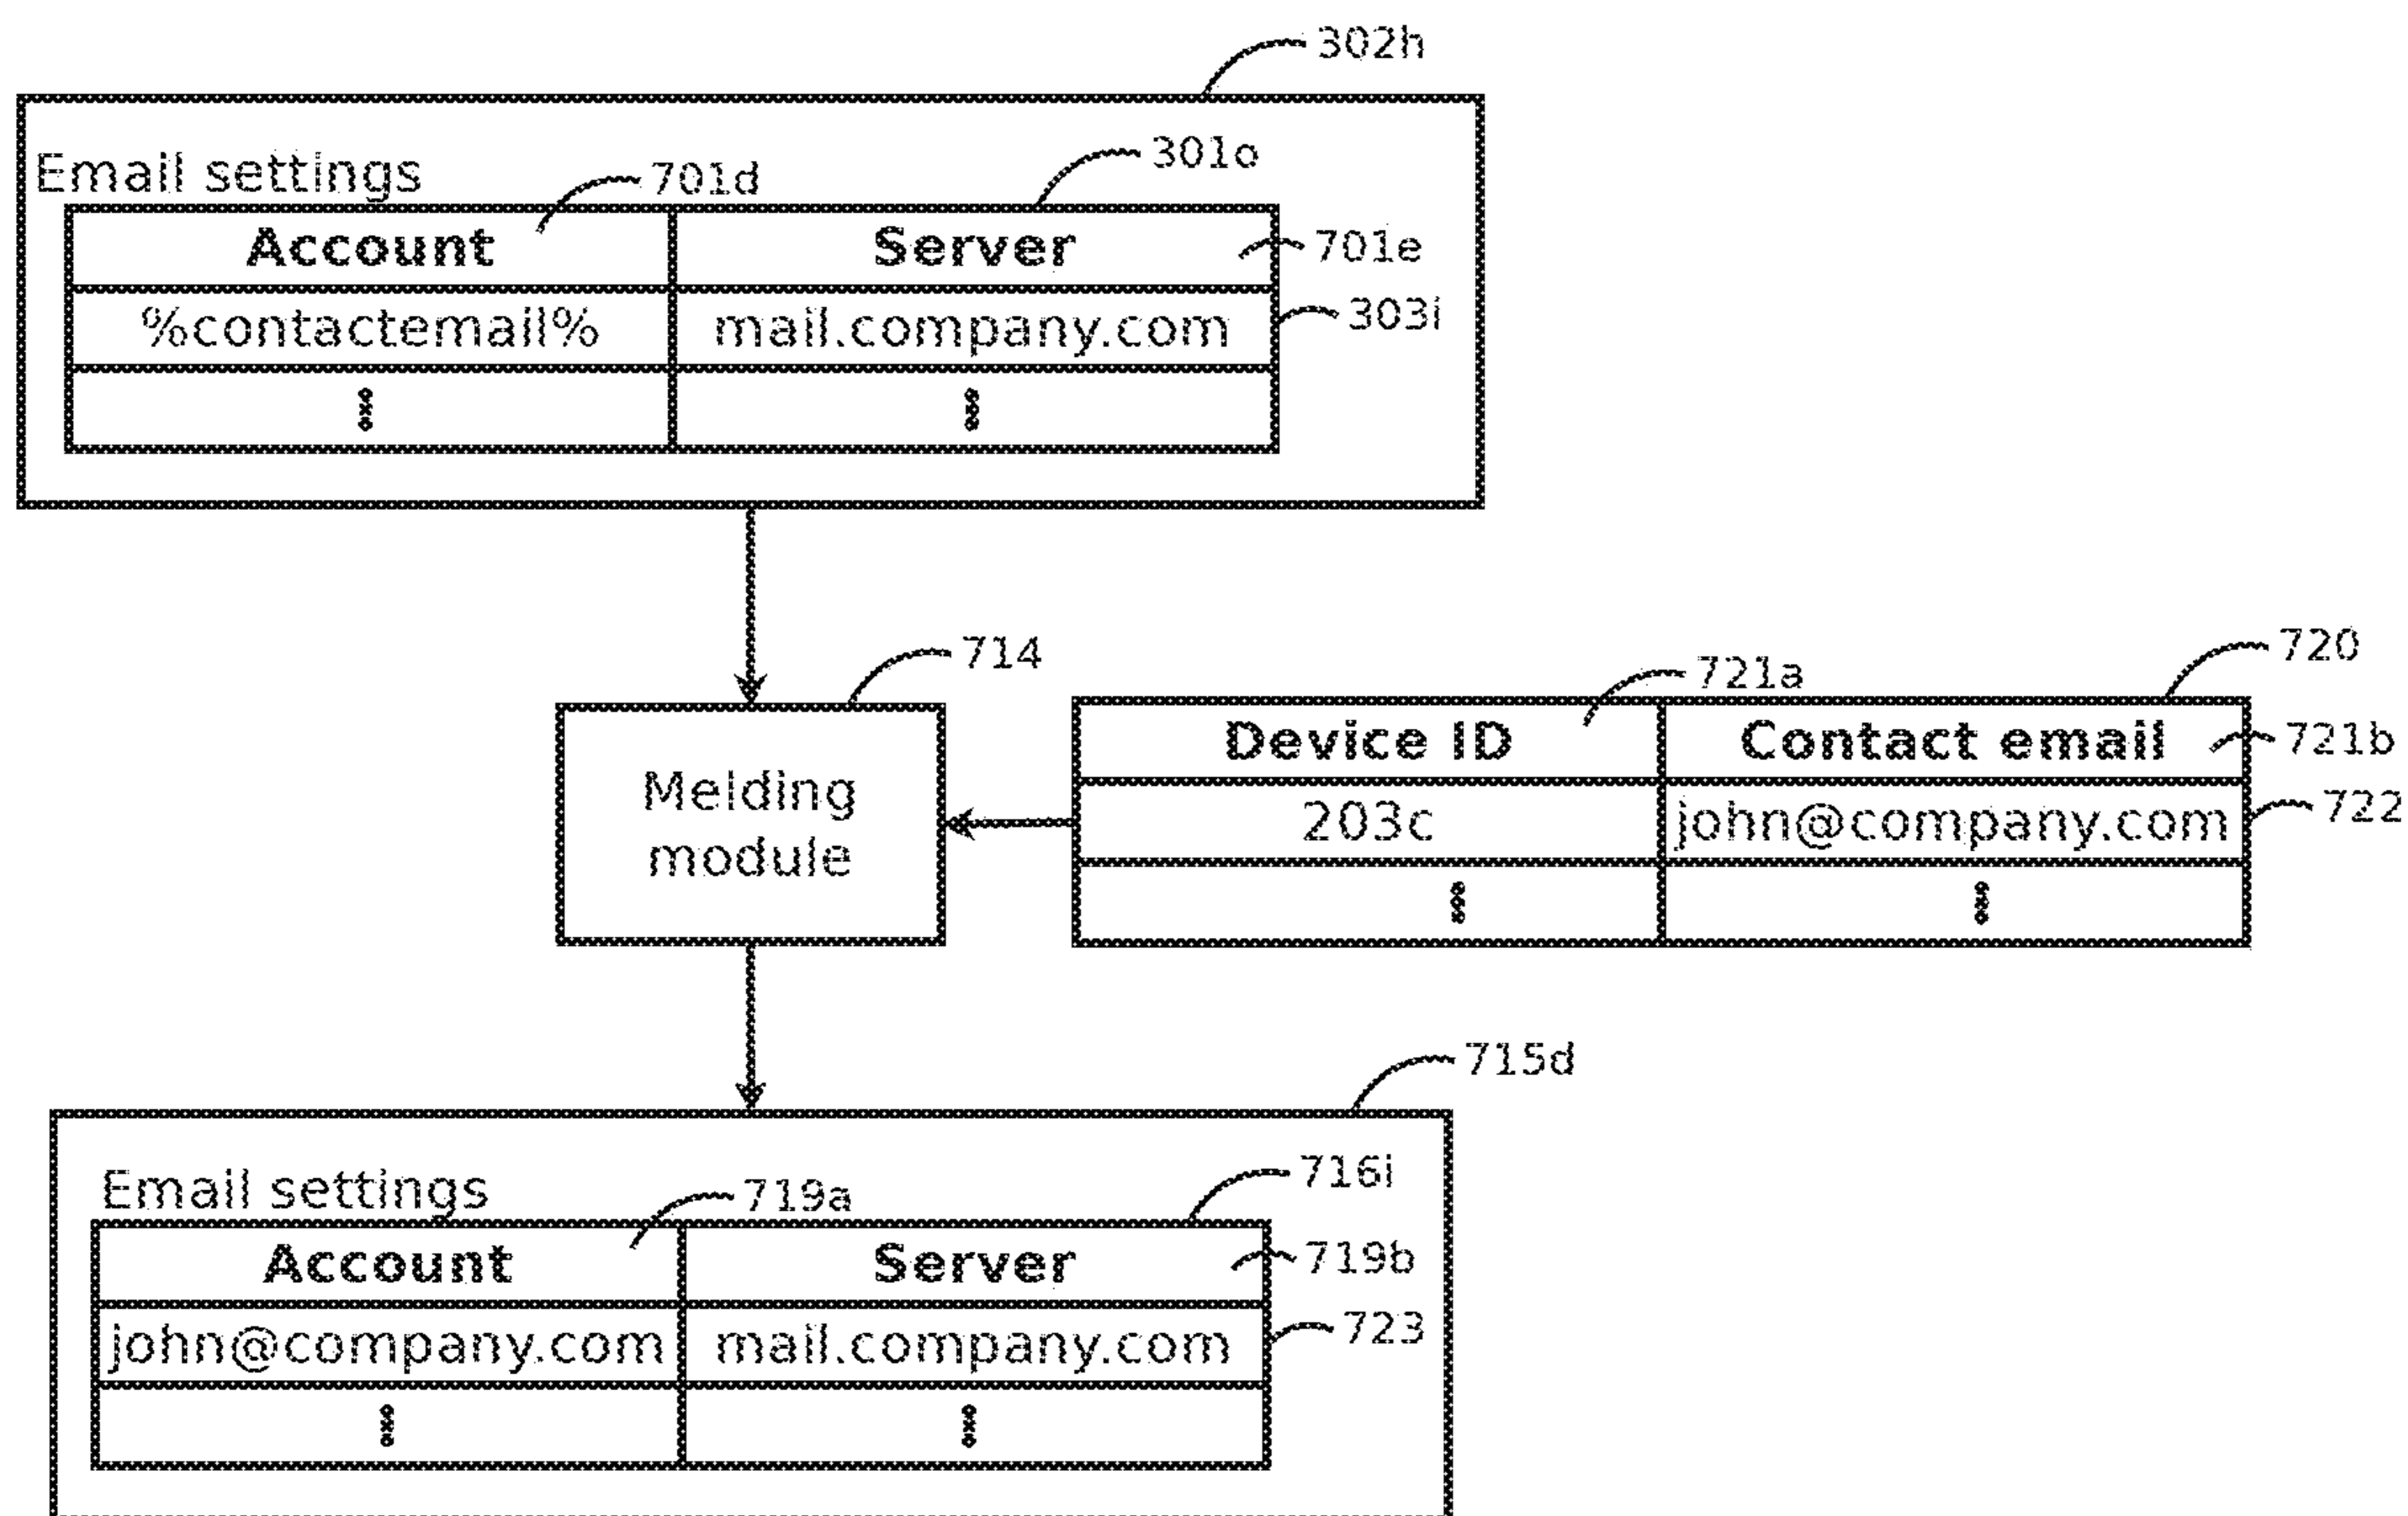 302h
Email settings
701d
301o
Account Server
701e
%contactemail% mail.company.com
303i
714
Melding
module
720
721a
Device ID Contact email
721b
203c john@company.com
722
715d
Email settings
719a
716i
Account Server
719b
john@company.com mail.company.com
723